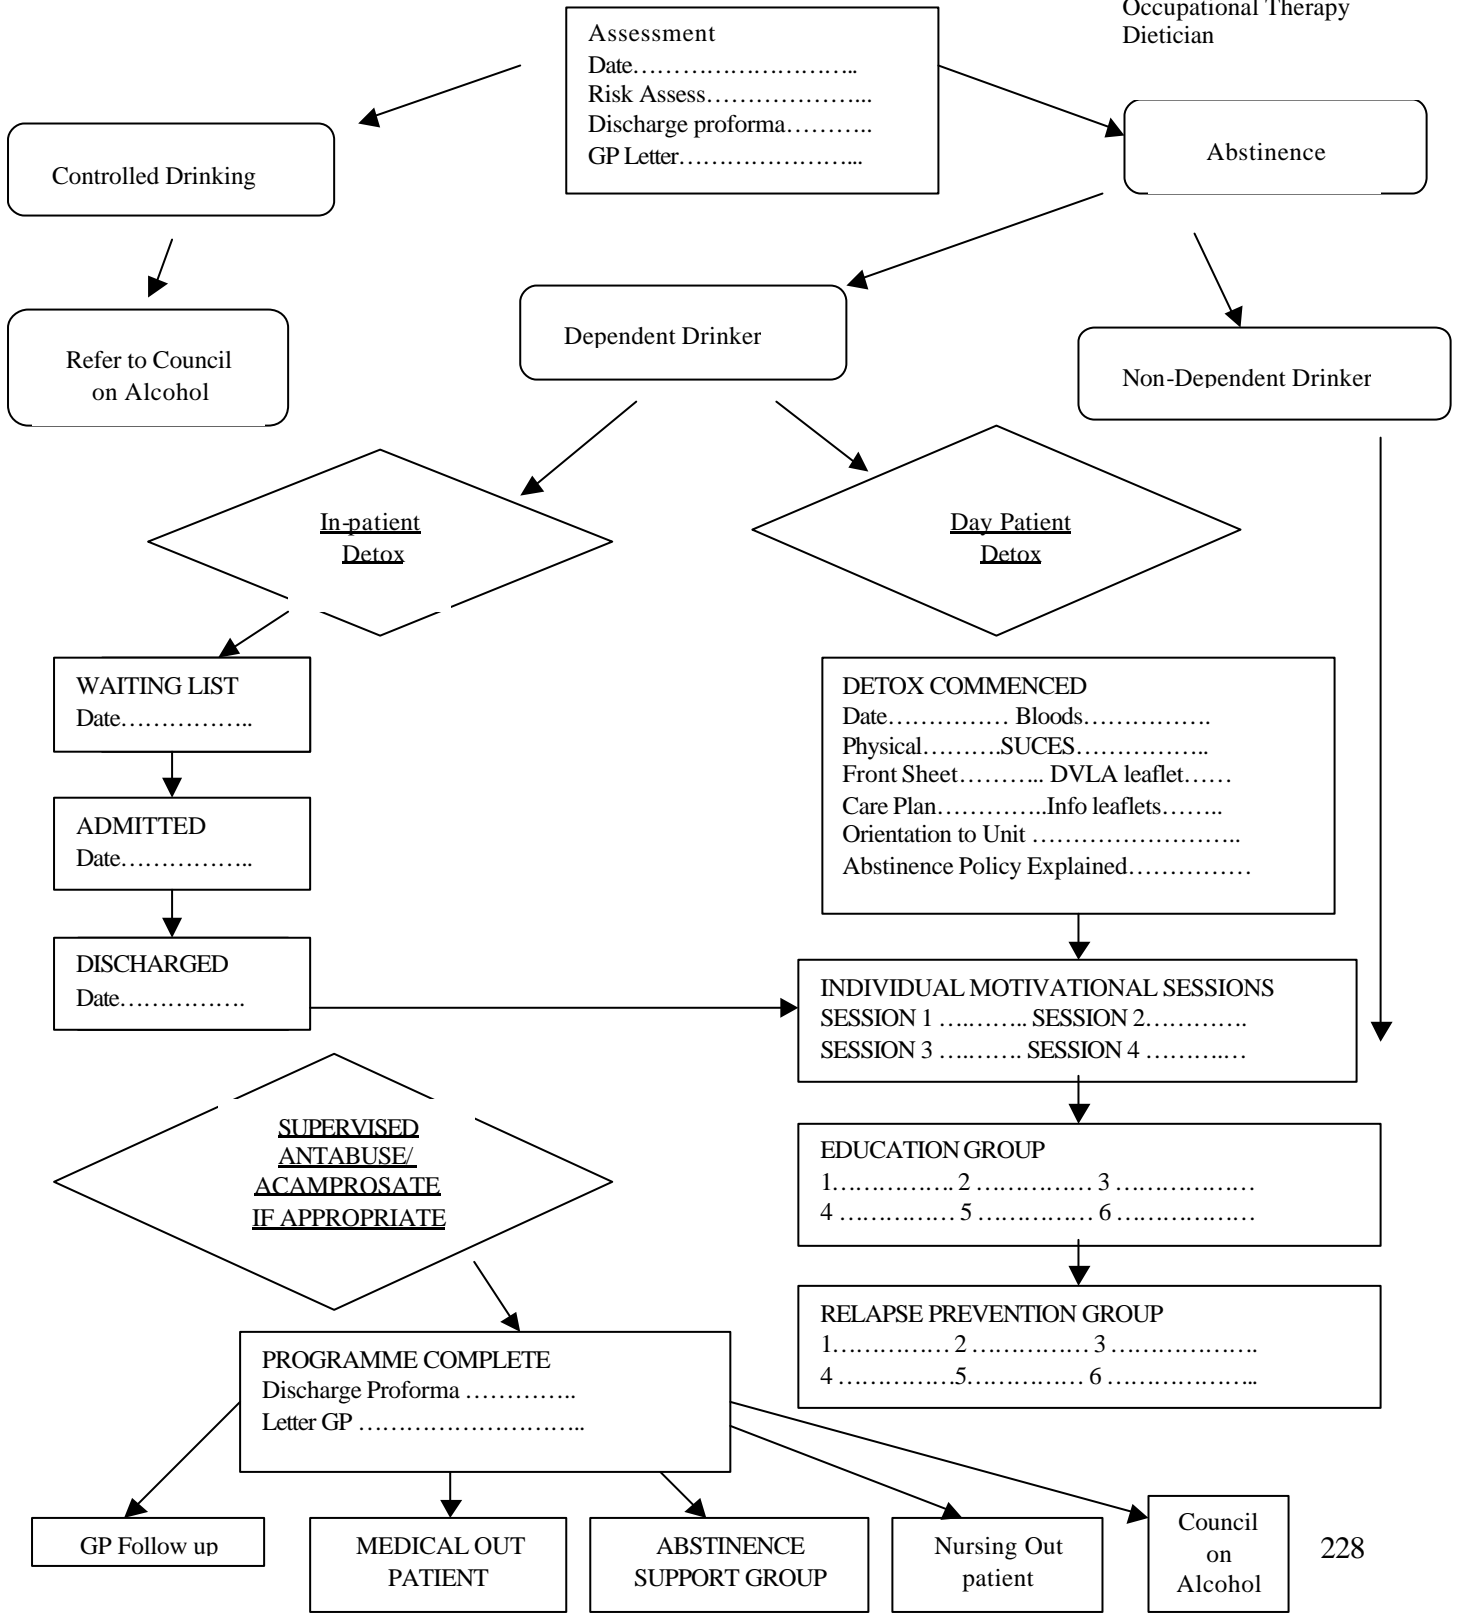 Occupational Therapy
Dietician
Assessment
Date………………………..
Risk Assess………………...
Discharge proforma………..
GP Letter…………………...
Controlled Drinking
Abstinence
Refer to Council
on Alcohol
Dependent Drinker
Non-Dependent Drinker
In-patient
Detox
Day Patient
Detox
WAITING LIST
Date……………..
ADMITTED
Date……………..
DISCHARGED
Date…………….
DETOX COMMENCED
Date…………… Bloods…………….
Physical……….SUCES……………..
Front Sheet……….. DVLA leaflet……
Care Plan…………..Info leaflets……..
Orientation to Unit ……………………..
Abstinence Policy Explained……………
INDIVIDUAL MOTIVATIONAL SESSIONS
SESSION 1 ………... SESSION 2………….
SESSION 3 ………. SESSION 4 …………
SUPERVISED
ANTABUSE/
ACAMPROSATE
IF APPROPRIATE
EDUCATION GROUP
1……………. 2 …………… 3 ………………
4 …………… 5 …………… 6 ………………
RELAPSE PREVENTION GROUP
1…………… 2 …………… 3 ……………….
4 ……………5…………… 6 ………………..
PROGRAMME COMPLETE
Discharge Proforma …………..
Letter GP ………………………..
GP Follow up
MEDICAL OUT
PATIENT
ABSTINENCE
SUPPORT GROUP
Nursing Out
patient
Council
on
Alcohol
228